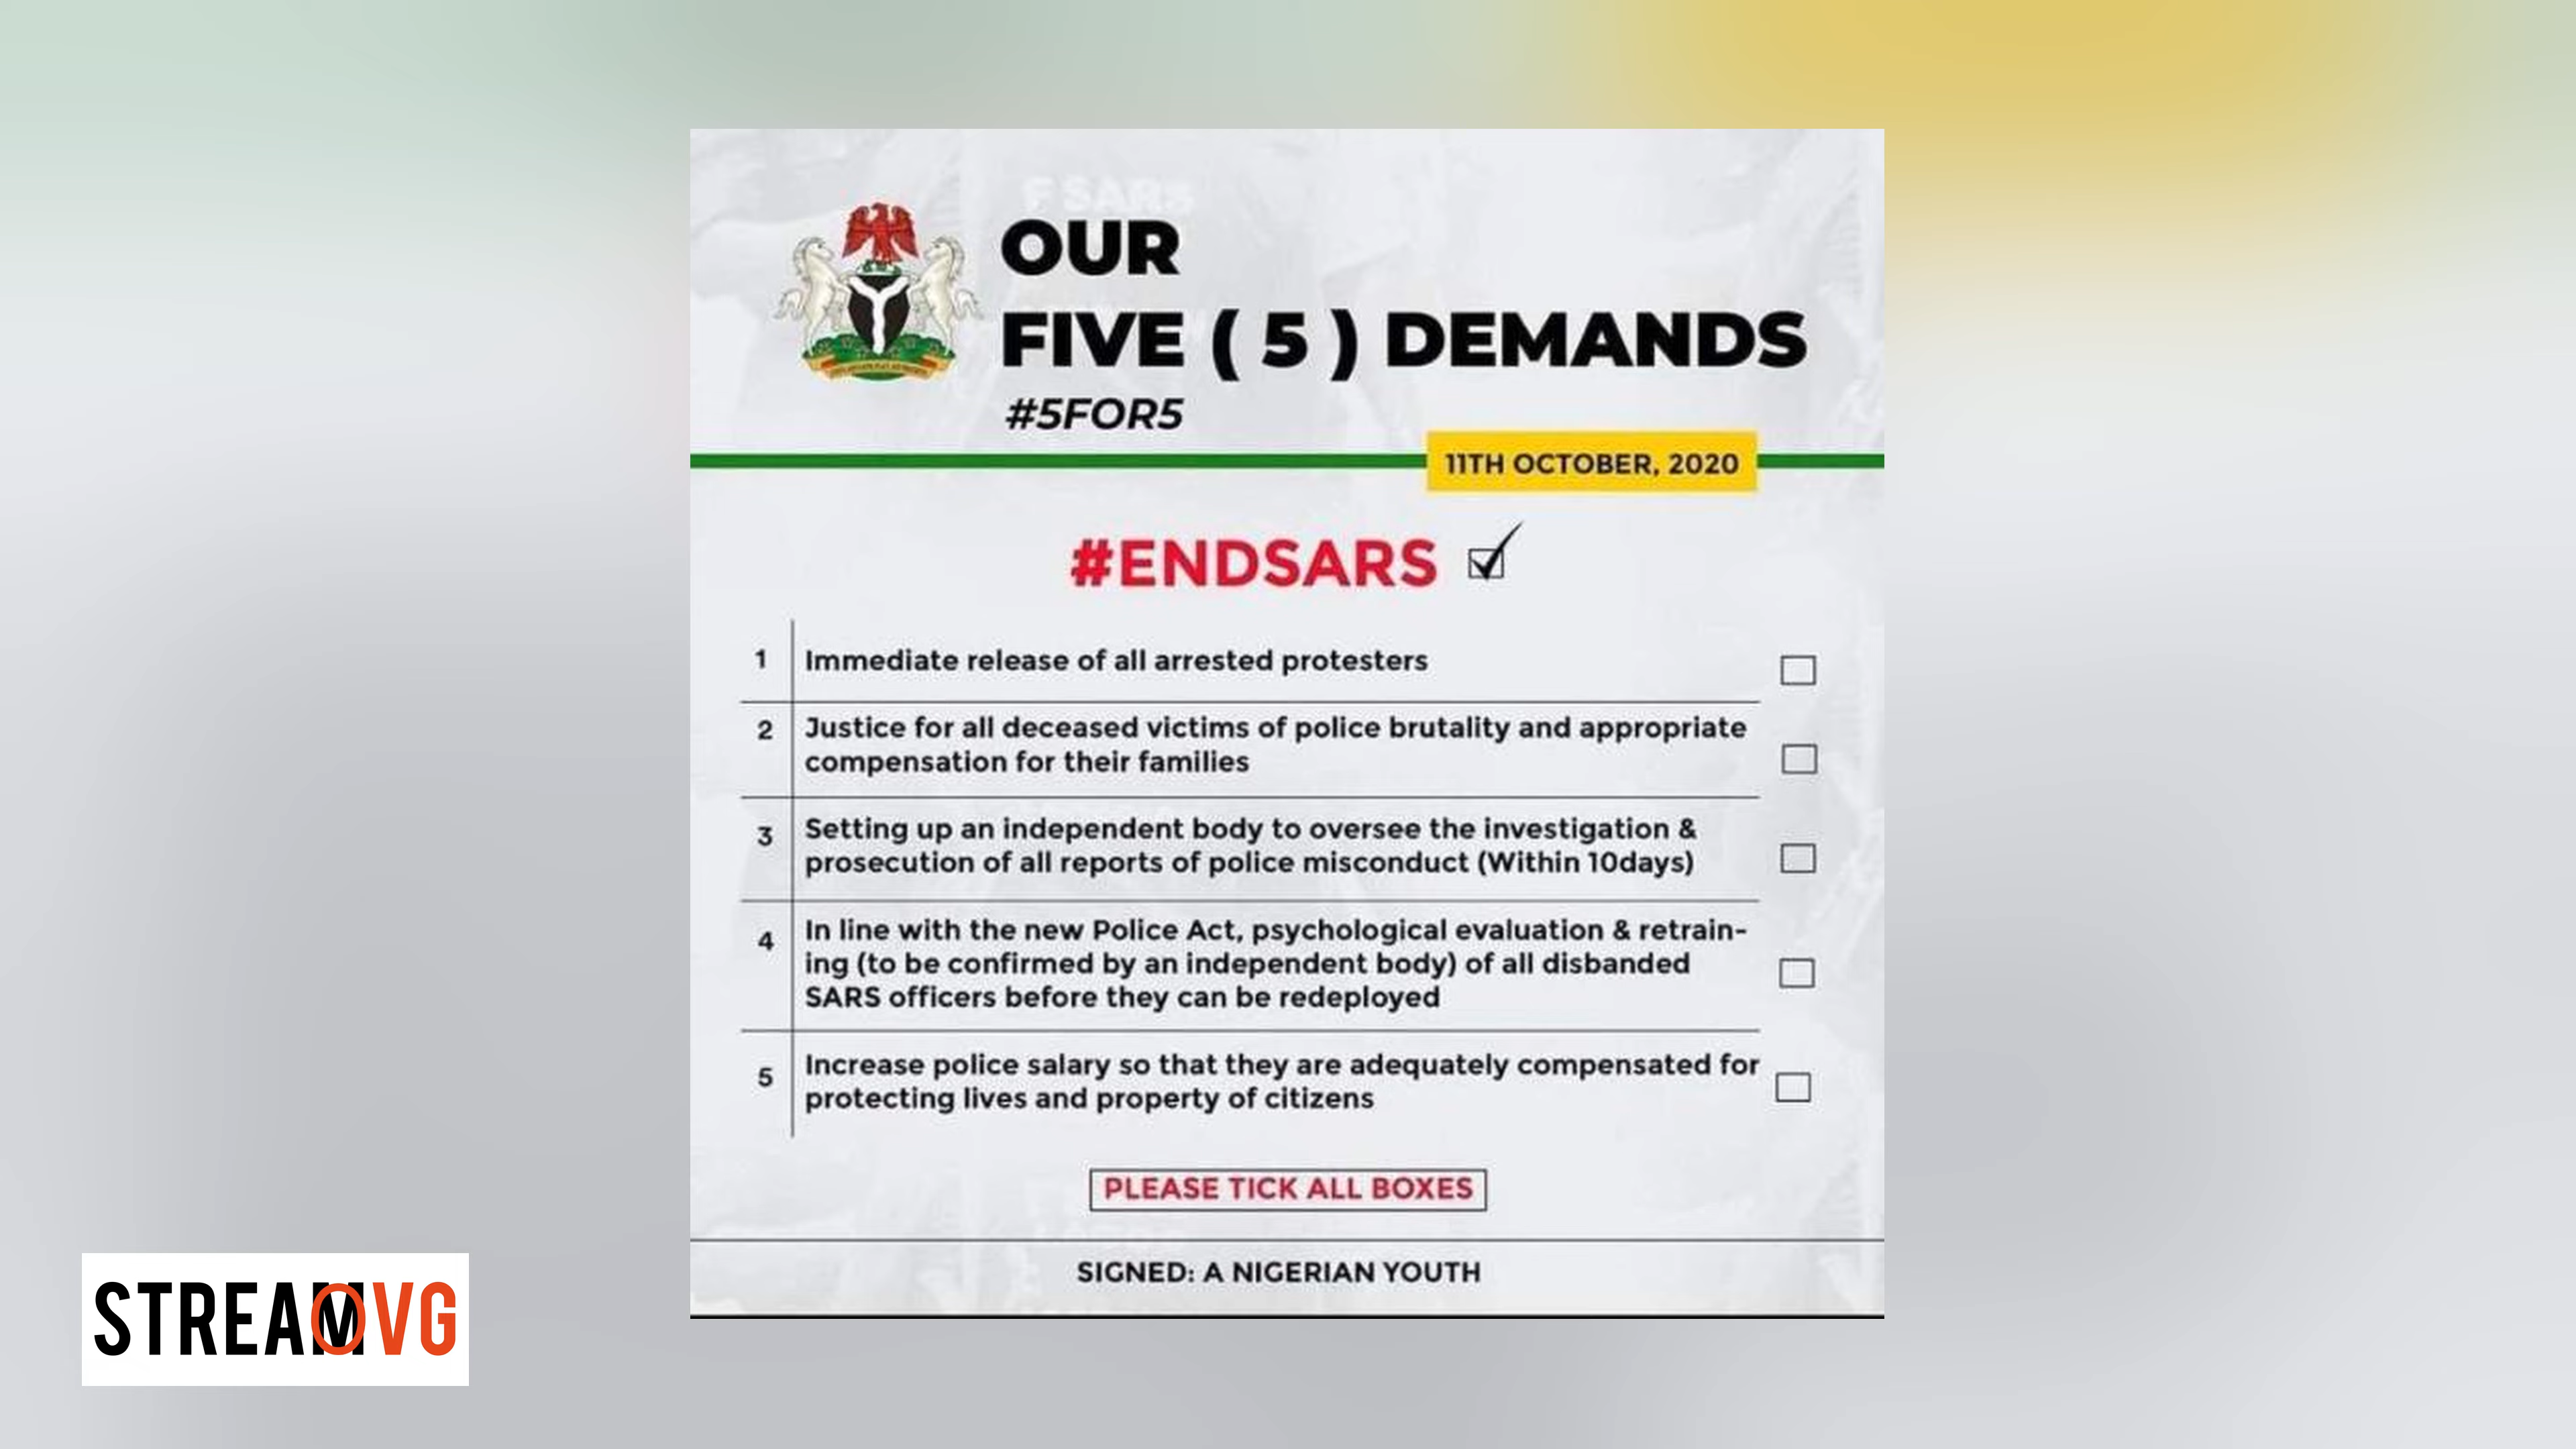 OUR
FIVE ( 5 ) DEMANDS
#5FOR5
11TH OCTOBER, 2020
#ENDSARS
1 Immediate release of all arrested protesters
2 Justice for all deceased victims of police brutality and appropriate
compensation for their families
3 Setting up an independent body to oversee the investigation &
prosecution of all reports of police misconduct (Within 10days)
4 In line with the new Police Act, psychological evaluation & retrain-
ing (to be confirmed by an independent body) of all disbanded
SARS officers before they can be redeployed
5 Increase police salary so that they are adequately compensated for
protecting lives and property of citizens
PLEASE TICK ALL BOXES
SIGNED: A NIGERIAN YOUTH
STREAMOVG